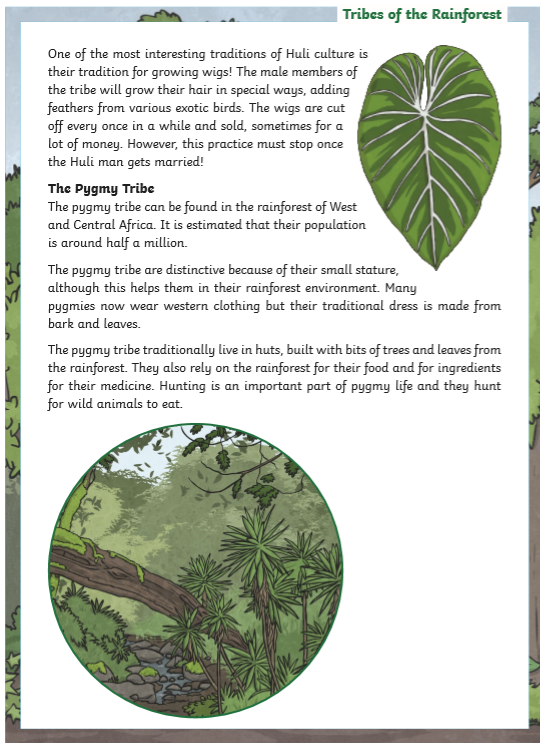 Tribes of the Rainforest
One of the most interesting traditions of Huli culture is
their tradition for growing wigs! The male members of
the tribe will grow their hair in special ways, adding
feathers from various exotic birds. The wigs are cut
off every once in a while and sold, sometimes for a
lot of money. However, this practice must stop once
the Huli man gets married!
The Pygmy Tribe
The pygmy tribe can be found in the rainforest of West
and Central Africa. It is estimated that their population
is around half a million.
The pygmy tribe are distinctive because of their small stature,
although this helps them in their rainforest environment. Many
pygmies now wear western clothing but their traditional dress is made from
bark and leaves.
The pygmy tribe traditionally live in huts, built with bits of trees and leaves from
the rainforest. They also rely on the rainforest for their food and for ingredients
for their medicine. Hunting is an important part of pygmy life and they hunt
for wild animals to eat.